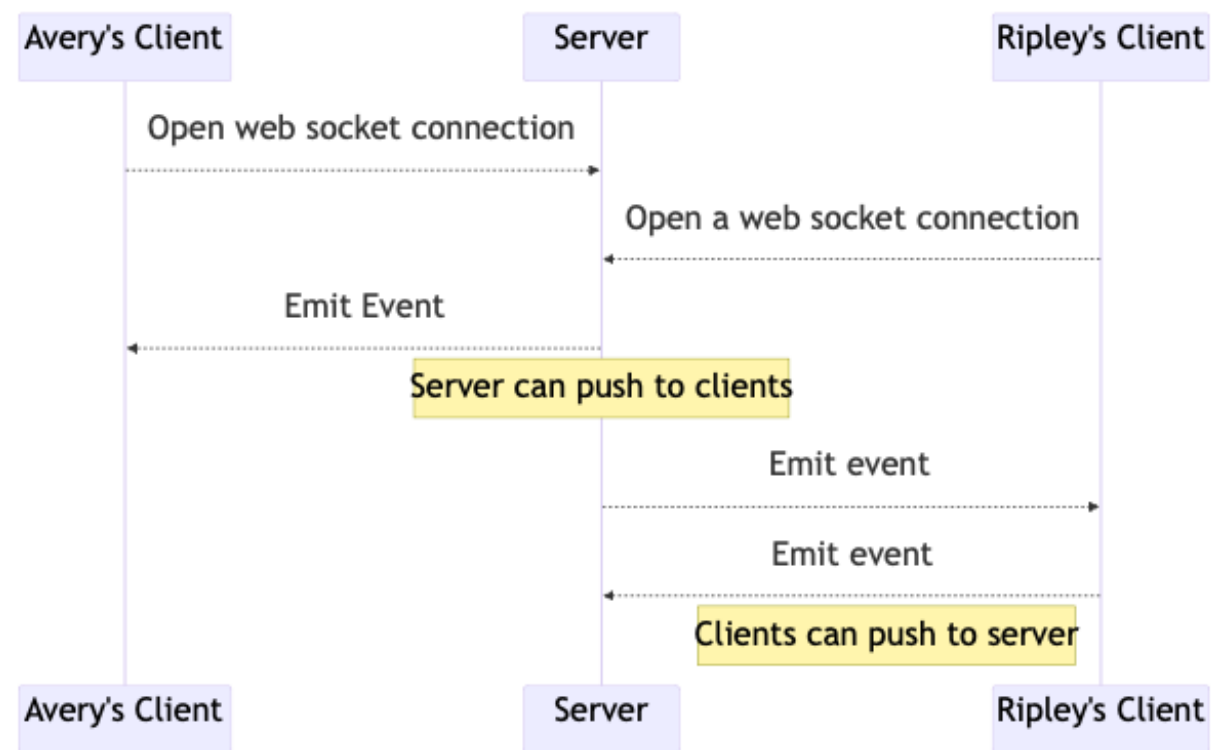 Avery's Client
Server
Ripley's Client
Open web socket connection
Open a web socket connection
Emit Event
Server can push to clients
Emit event
Emit event
Clients can push to server
Avery's Client
Server
Ripley's Client